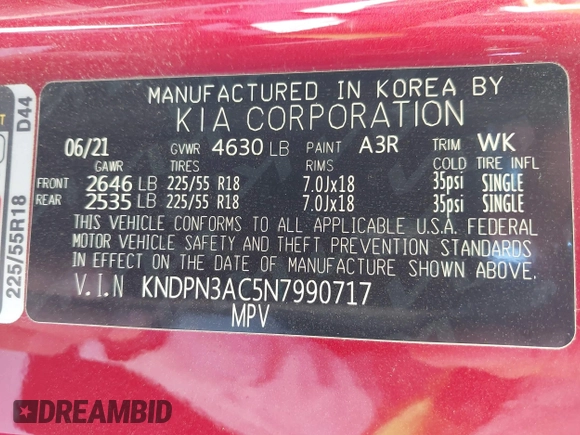 MANUFACTURED IN KOREA BY
KIA CORPORATION
06/21 GVWR 4630 LB PAINT A3R TRIM WK
GAWR TIRES RIMS COLD TIRE INFL
FRONT 2646 LB 225/55 R18 7.0Jx18 35psi SINGLE
REAR 2535 LB 225/55 R18 7.0Jx18 35psi SINGLE
THIS VEHICLE CONFORMS TO ALL APPLICABLE U.S.A. FEDERAL
MOTOR VEHICLE SAFETY AND THEFT PREVENTION STANDARDS
IN EFFECT ON THE DATE OF MANUFACTURE SHOWN ABOVE.
V.I.N KNDPN3AC5N7990717
MPV
D44
225/55R18
DREAMBID